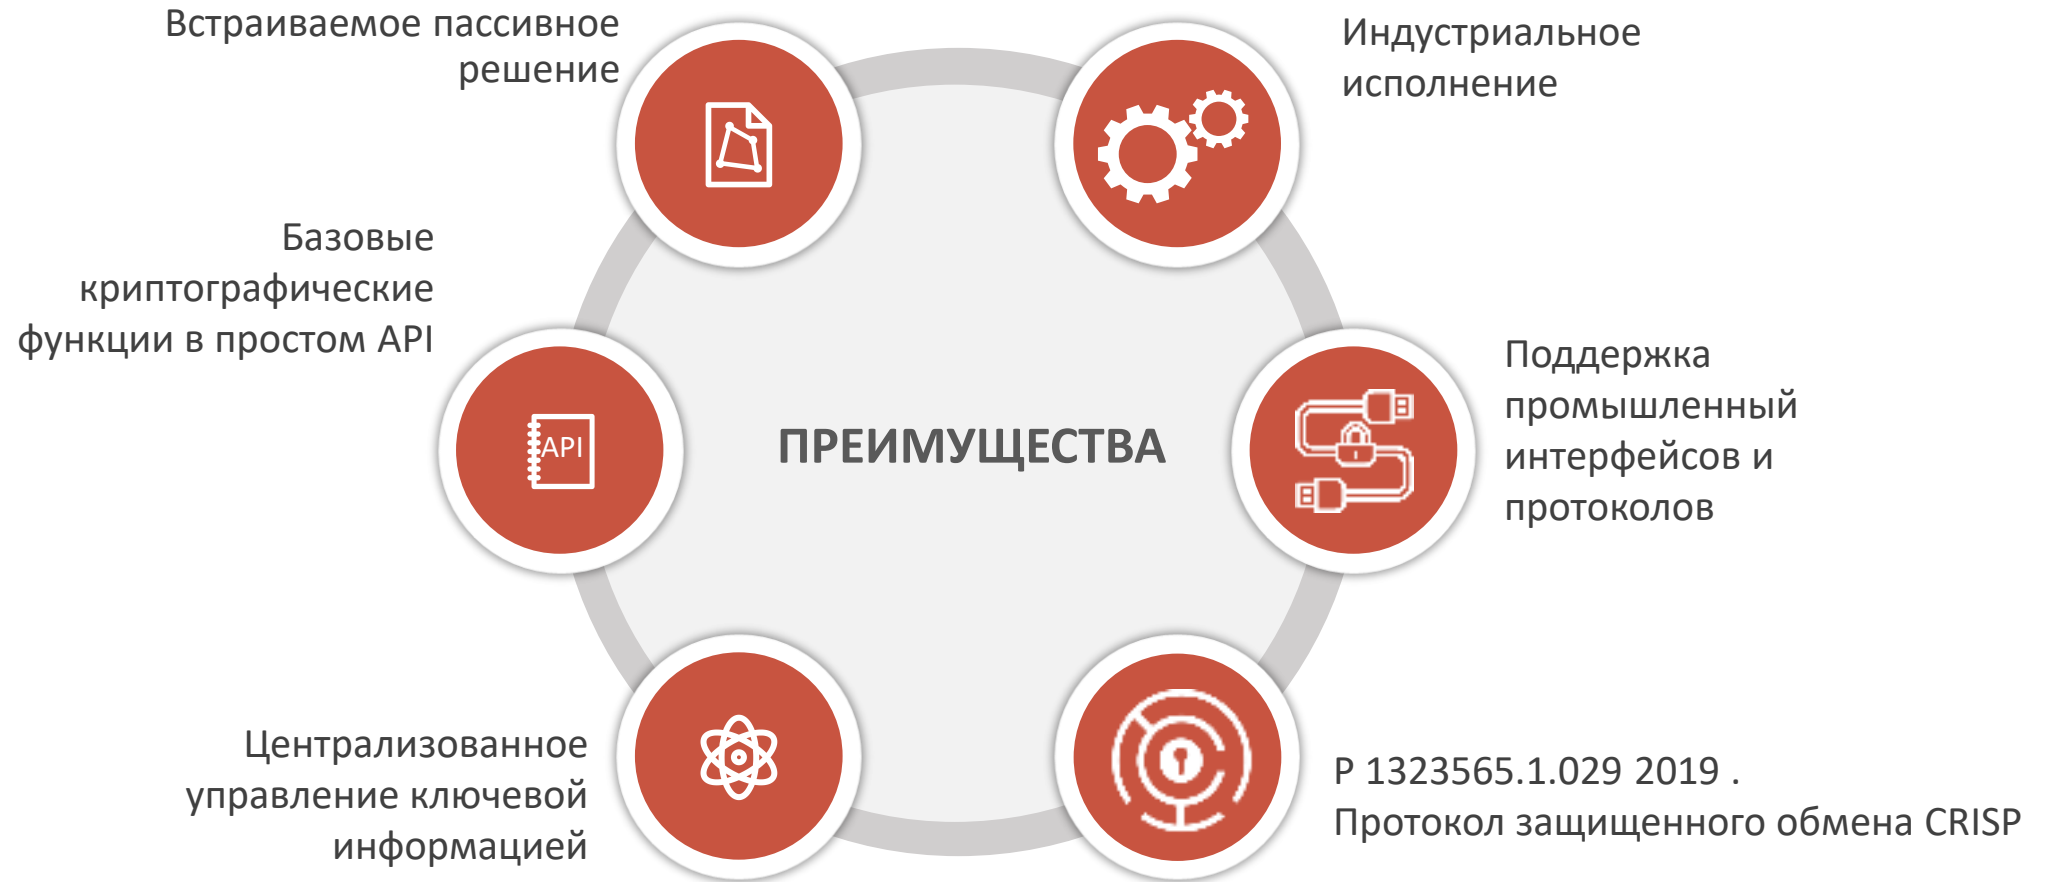 Встраиваемое пассивное
решение
Индустриальное
исполнение
Базовые
криптографические
функции в простом API
API
ПРЕИМУЩЕСТВА
Поддержка
промышленный
интерфейсов и
протоколов
Централизованное
управление ключевой
информацией
Р 1323565.1.029 2019 .
Протокол защищенного обмена CRISP